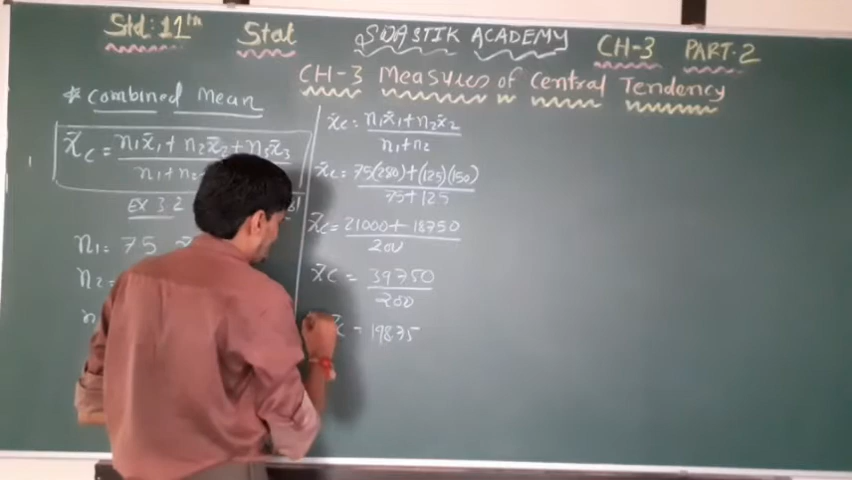 Std: 11th Stat SWASTIK ACADEMY CH-3 PART-2
CH-3 Measures of Central Tendency
* Combined Mean
x̄c = n₁x̄₁ + n₂x̄₂ + n₃x̄₃
n₁+n₂
EX 3.2
n₁ = 75
n₂ =
x̄c = n₁x̄₁ + n₂x̄₂
n₁+n₂
x̄c = 75(280)+(125)(150)
75+125
x̄c = 21000+18750
200
x̄c = 39750
200
= 19875